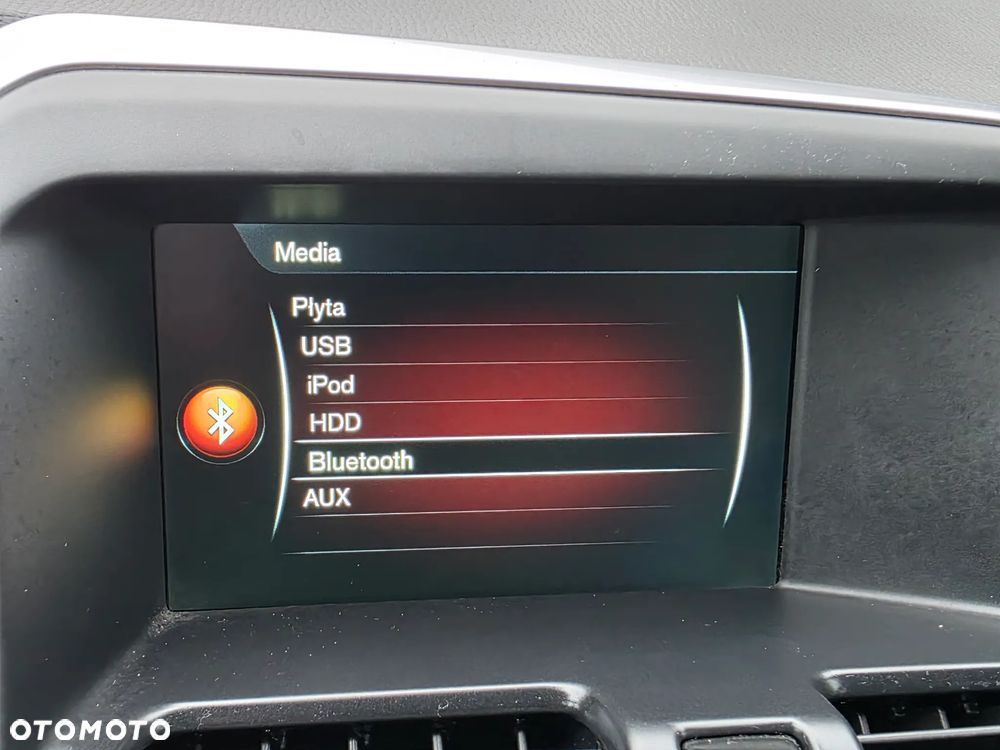 Media
Płyta
USB
iPod
HDD
Bluetooth
AUX
OTOMOTO